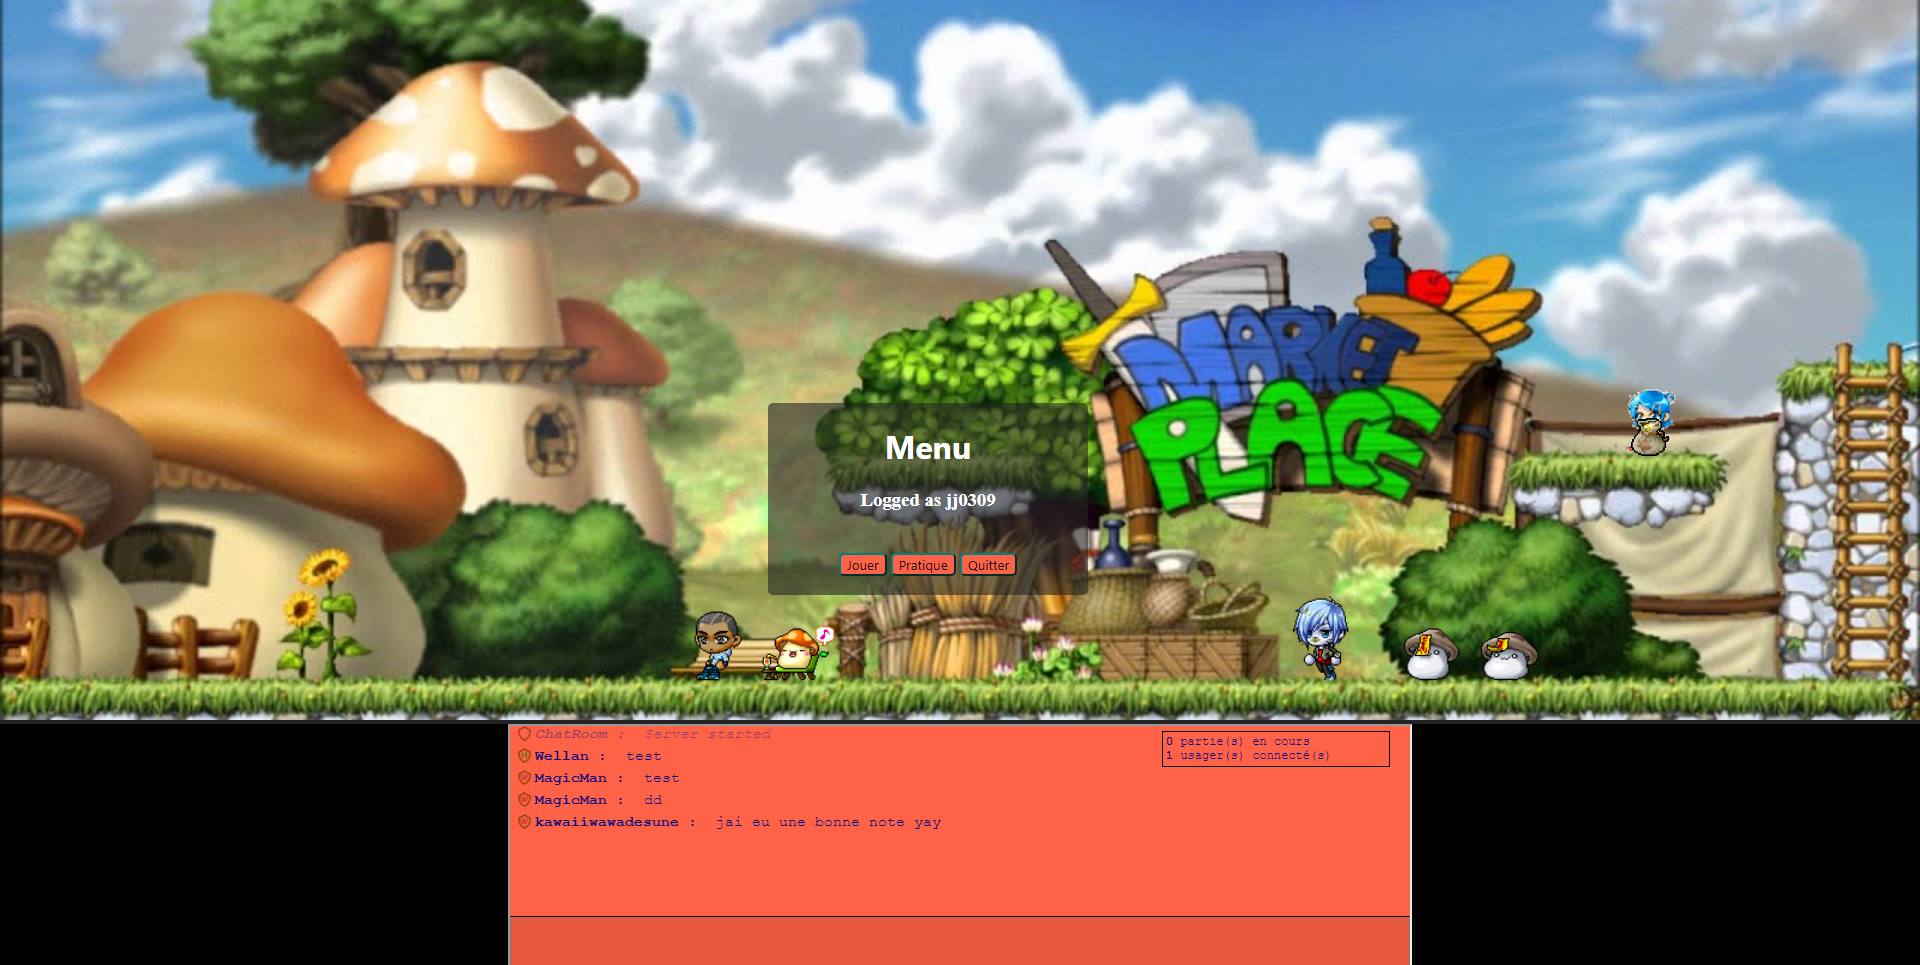 MARKET
PLACE
Menu
Logged as jj0309
Jouer Pratique Quitter
ChatRoom : Server started
Wellan : test
MagicMan : test
MagicMan : dd
kawaiiwawadesune : jai eu une bonne note yay
0 partie(s) en cours
1 usager(s) connecté(s)